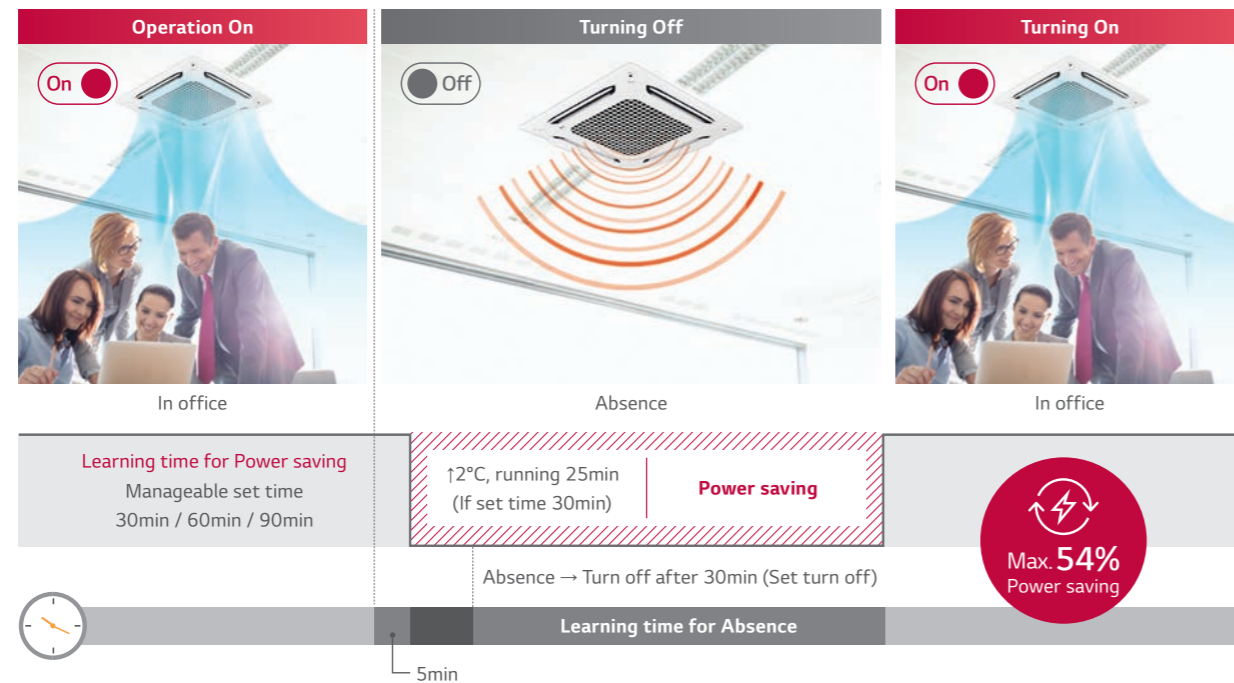 Operation On
Turning Off
Turning On
On
Off
On
In office
Absence
In office
Learning time for Power saving
Manageable set time
30min / 60min / 90min
↑2°C, running 25min
(If set time 30min)
Power saving
Max. 54%
Power saving
Absence → Turn off after 30min (Set turn off)
Learning time for Absence
5min